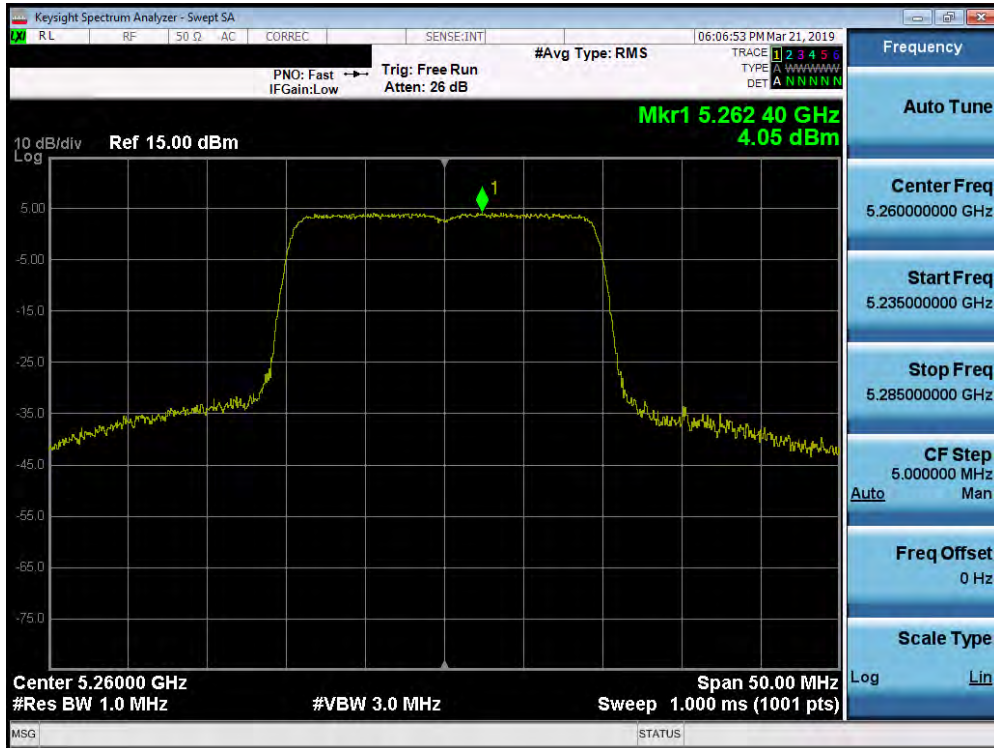 Keysight Spectrum Analyzer - Swept SA
LXI RL RF 50 Ω AC CORREC SENSE:INT 06:06:53 PM Mar 21, 2019
#Avg Type: RMS
TRACE 1 2 3 4 5 6
TYPE A WWWWW
DET A N N N N N
PNO: Fast
IFGain:Low
Trig: Free Run
Atten: 26 dB
Mkr1 5.262 40 GHz
4.05 dBm
10 dB/div Ref 15.00 dBm
Log
1
5.00
-5.00
-15.0
-25.0
-35.0
-45.0
-55.0
-65.0
-75.0
Center 5.26000 GHz Span 50.00 MHz
#Res BW 1.0 MHz #VBW 3.0 MHz Sweep 1.000 ms (1001 pts)
MSG STATUS
Frequency
Auto Tune
Center Freq
5.260000000 GHz
Start Freq
5.235000000 GHz
Stop Freq
5.285000000 GHz
CF Step
5.000000 MHz
Auto Man
Freq Offset
0 Hz
Scale Type
Log Lin